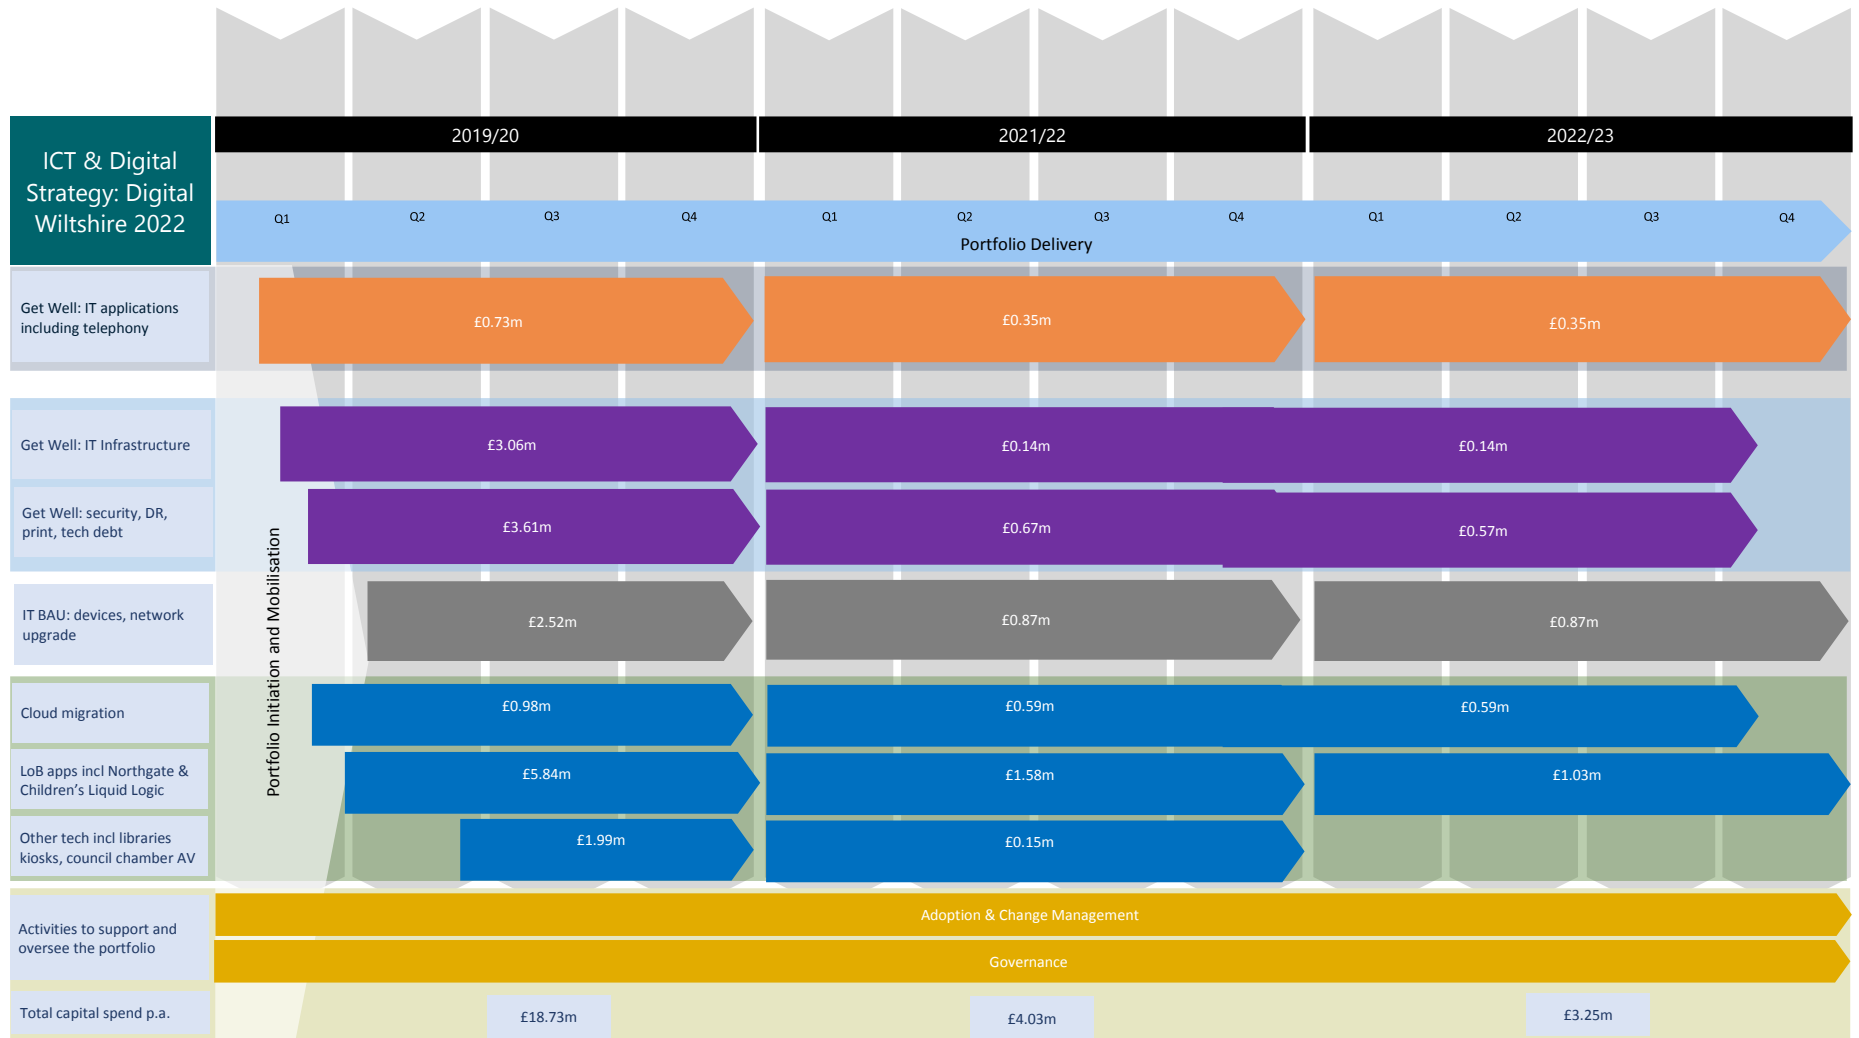 ICT & Digital
Strategy: Digital
Wiltshire 2022
2019/20
2021/22
2022/23
Q1
Q2
Q3
Q4
Q1
Q2
Q3
Q4
Q1
Q2
Q3
Q4
Portfolio Delivery
Portfolio Initiation and Mobilisation
Get Well: IT applications
including telephony
£0.73m
£0.35m
£0.35m
Get Well: IT Infrastructure
£3.06m
£0.14m
£0.14m
Get Well: security, DR,
print, tech debt
£3.61m
£0.67m
£0.57m
IT BAU: devices, network
upgrade
£2.52m
£0.87m
£0.87m
Cloud migration
£0.98m
£0.59m
£0.59m
LoB apps incl Northgate &
Children’s Liquid Logic
£5.84m
£1.58m
£1.03m
Other tech incl libraries
kiosks, council chamber AV
£1.99m
£0.15m
Activities to support and
oversee the portfolio
Adoption & Change Management
Governance
Total capital spend p.a.
£18.73m
£4.03m
£3.25m